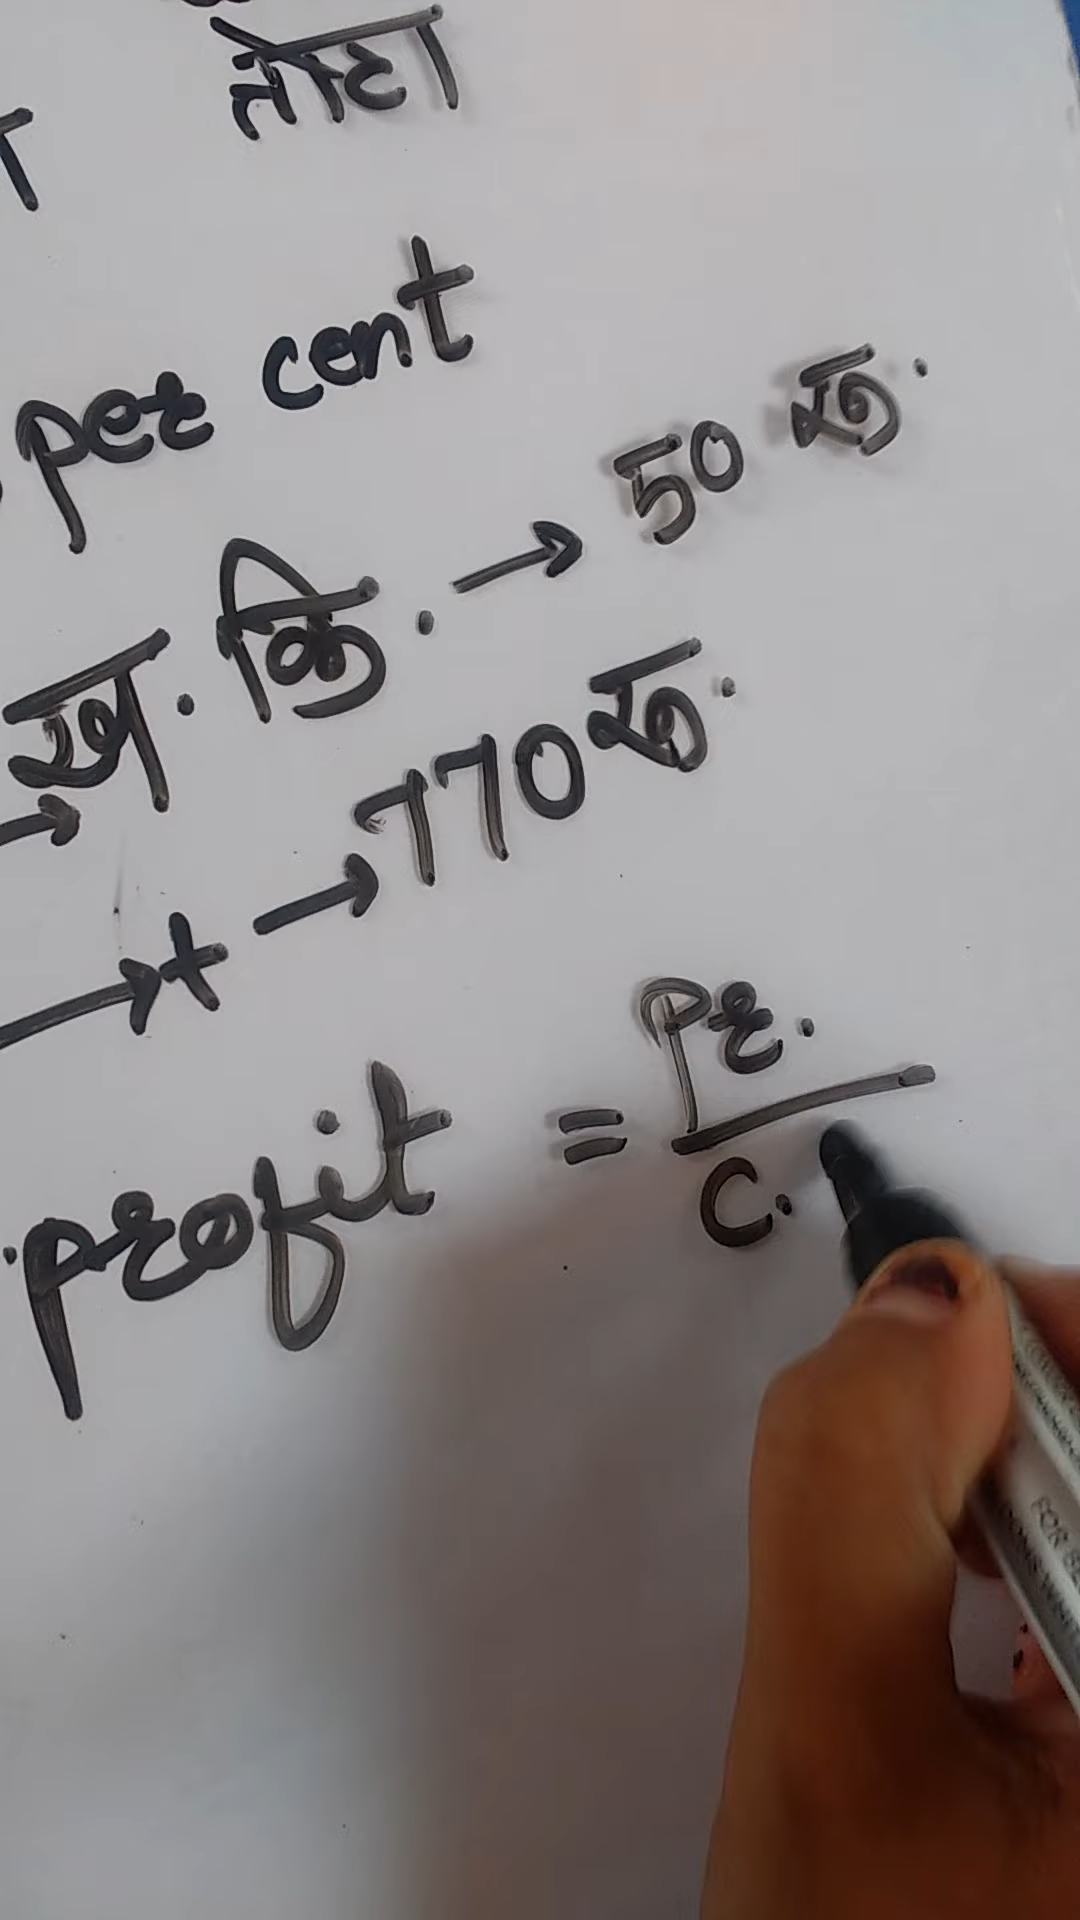 तोहा
per cent
ख. कि. → 50 रु.
→
→ + → 770 रु.
profit = Pr.
C.